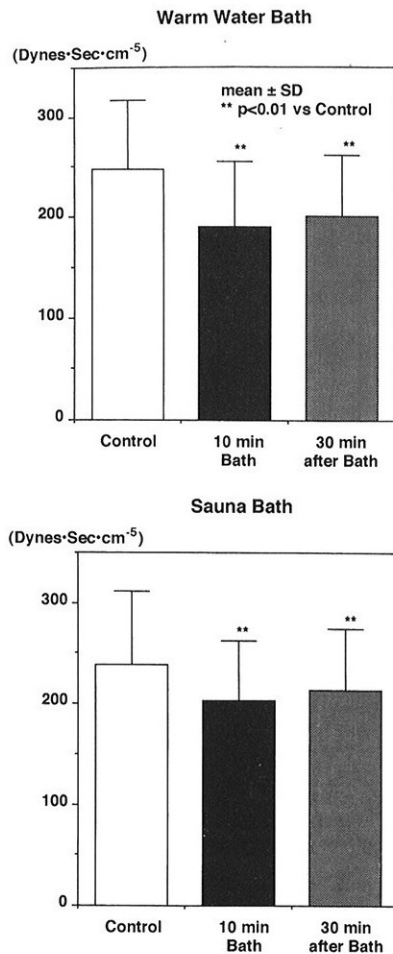 Warm Water Bath
(Dynes•Sec•cm-5)
mean ± SD
** p<0.01 vs Control
300
200
100
0
**
**
Control
10 min
Bath
30 min
after Bath
Sauna Bath
(Dynes•Sec•cm-5)
300
200
100
0
**
**
Control
10 min
Bath
30 min
after Bath